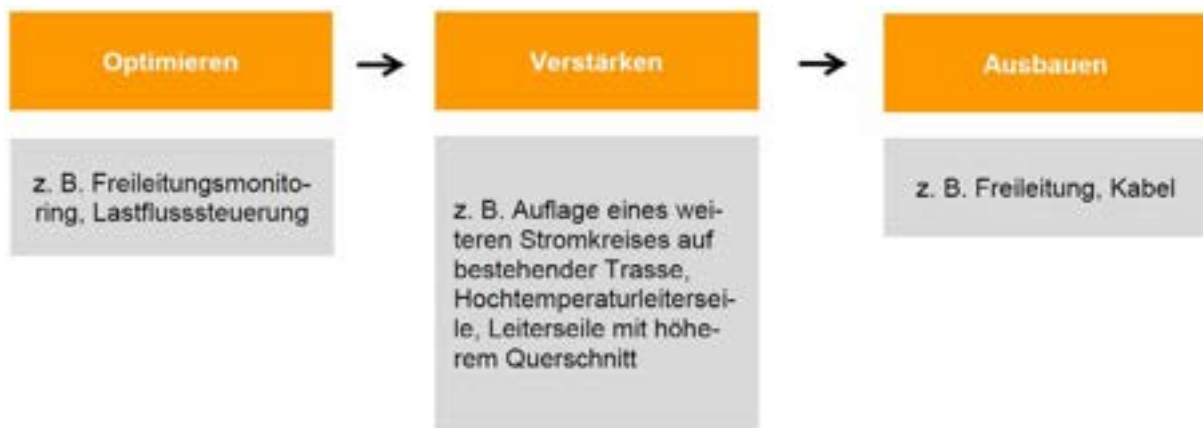 Optimieren
Verstärken
Ausbauen
z. B. Freileitungsmonito-
ring, Lastflusssteuerung
z. B. Auflage eines wei-
teren Stromkreises auf
bestehender Trasse,
Hochtemperaturleitersei-
le, Leiterseile mit höhe-
rem Querschnitt
z. B. Freileitung, Kabel